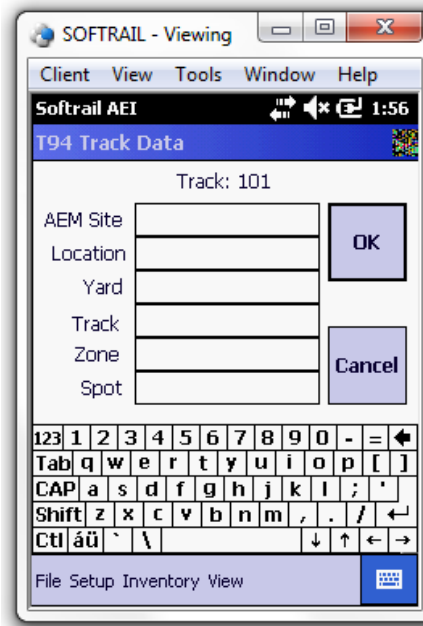 SOFTRAIL - Viewing
Client View Tools Window Help
Softrail AEI 1:56
T94 Track Data
Track: 101
AEM Site
Location
Yard
Track
Zone
Spot
OK
Cancel
123 1 2 3 4 5 6 7 8 9 0 - =
Tab q w e r t y u i o p [ ]
CAP a s d f g h j k l ; '
Shift z x c v b n m , . /
Ctl áü ` \
File Setup Inventory View